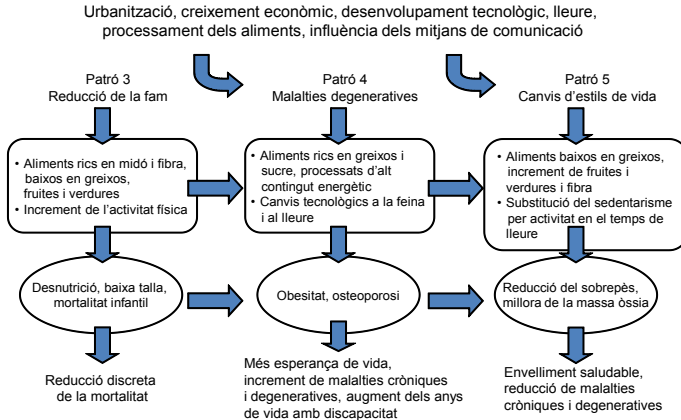 Urbanització, creixement econòmic, desenvolupament tecnològic, lleure,
processament dels aliments, influència dels mitjans de comunicació
Patró 3
Reducció de la fam
Patró 4
Malalties degeneratives
Patró 5
Canvis d'estils de vida
• Aliments rics en midó i fibra,
baixos en greixos,
fruites i verdures
• Increment de l'activitat física
• Aliments rics en greixos i
sucre, processats d'alt
contingut energètic
• Canvis tecnològics a la feina
i al lleure
• Aliments baixos en greixos,
increment de fruites i
verdures i fibra
• Substitució del sedentarisme
per activitat en el temps de
lleure
Desnutrició, baixa talla,
mortalitat infantil
Obesitat, osteoporosi
Reducció del sobrepès,
millora de la massa òssia
Reducció discreta
de la mortalitat
Més esperança de vida,
increment de malalties cròniques
i degeneratives, augment dels anys
de vida amb discapacitat
Envelliment saludable,
reducció de malalties
cròniques i degeneratives